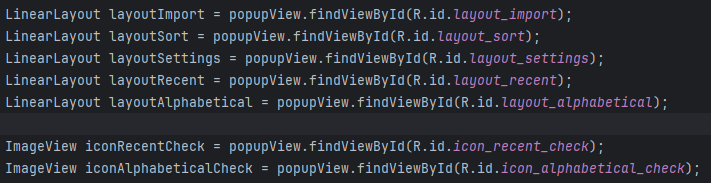 LinearLayout layoutImport = popupView.findViewById(R.id.layout_import);
LinearLayout layoutSort = popupView.findViewById(R.id.layout_sort);
LinearLayout layoutSettings = popupView.findViewById(R.id.layout_settings);
LinearLayout layoutRecent = popupView.findViewById(R.id.layout_recent);
LinearLayout layoutAlphabetical = popupView.findViewById(R.id.layout_alphabetical);
ImageView iconRecentCheck = popupView.findViewById(R.id.icon_recent_check);
ImageView iconAlphabeticalCheck = popupView.findViewById(R.id.icon_alphabetical_check);